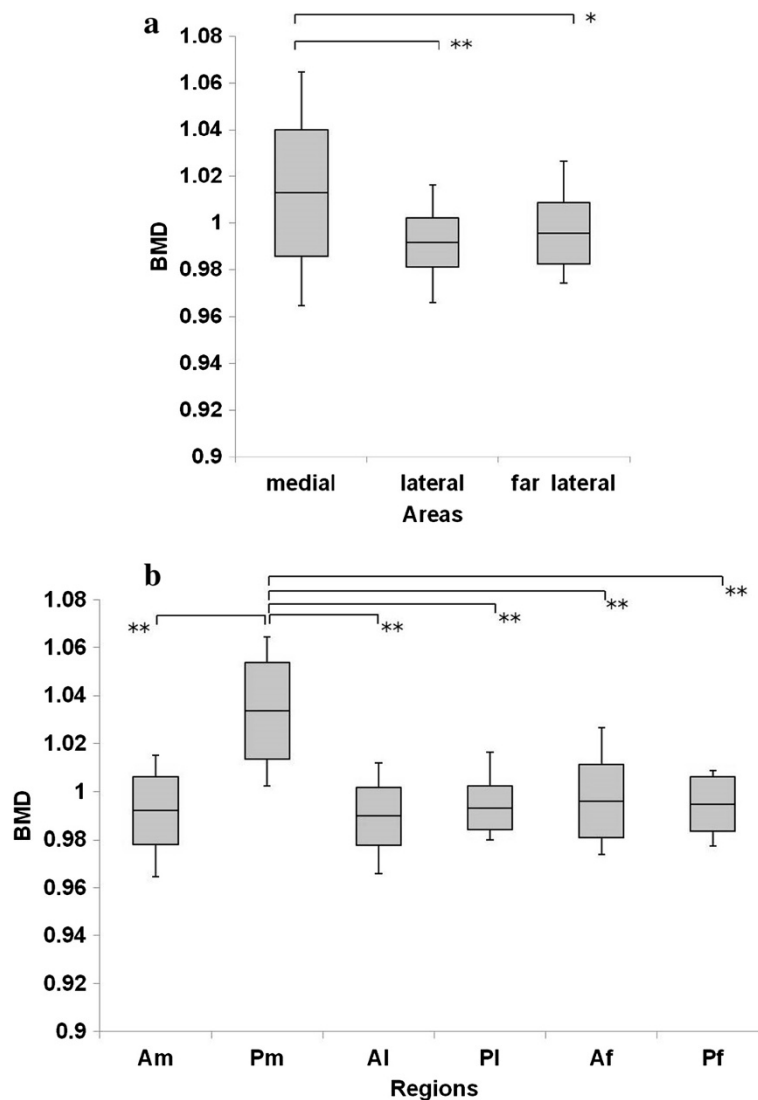 a
*
**
1.08
1.06
1.04
1.02
1
0.98
0.96
0.94
0.92
0.9
BMD
medial lateral far lateral
Areas
b
** ** ** ** **
1.08
1.06
1.04
1.02
1
0.98
0.96
0.94
0.92
0.9
BMD
Am Pm Al Pl Af Pf
Regions